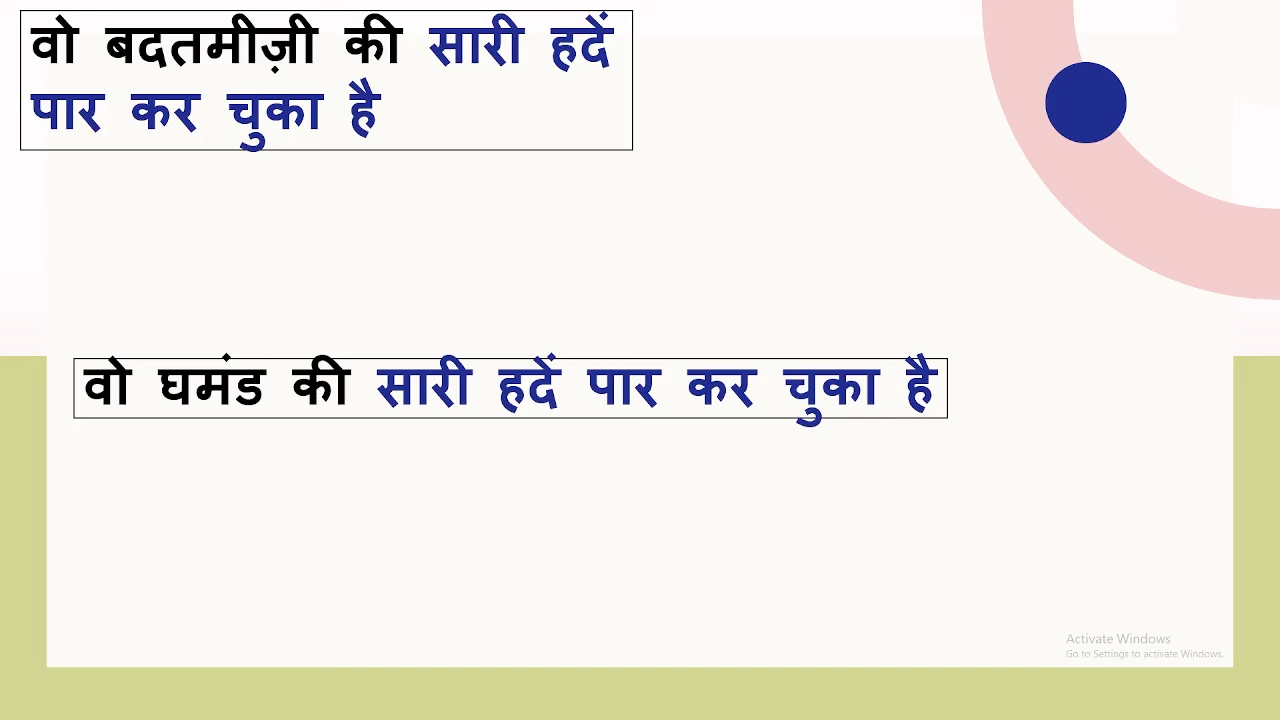 वो बदतमीज़ी की सारी हदें
पार कर चुका है
वो घमंड की सारी हदें पार कर चुका है
Activate Windows
Go to Settings to activate Windows.